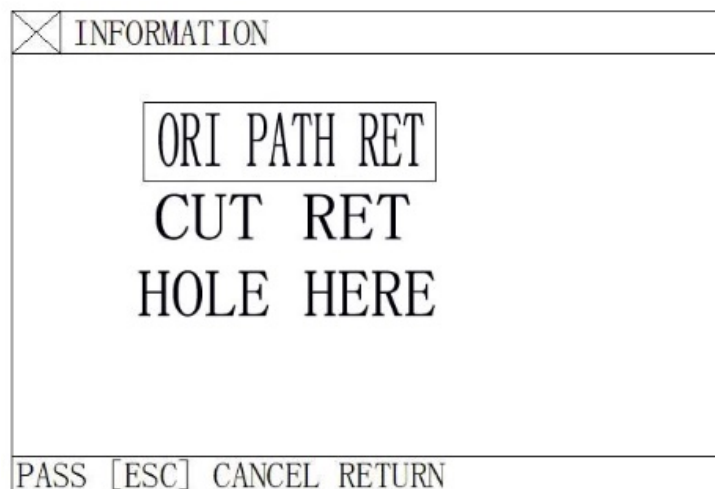 INFORMATION
ORI PATH RET
CUT RET
HOLE HERE
PASS [ESC] CANCEL RETURN